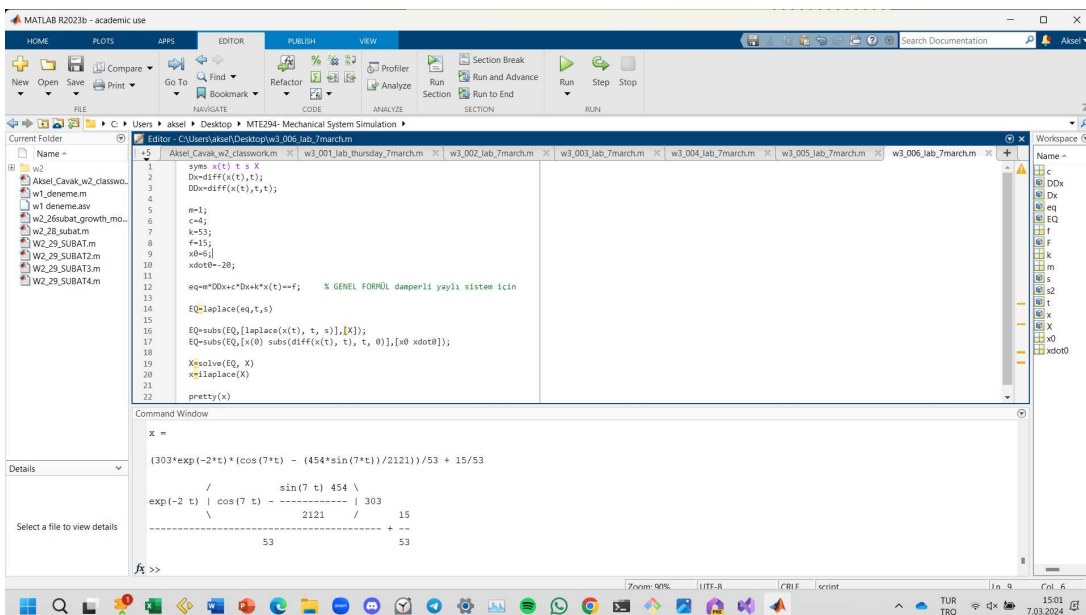 MATLAB R2023b - academic use
HOME PLOTS APPS EDITOR PUBLISH VIEW
Search Documentation
Aksel
New Open Save
Compare
Print
Go To
Find
Bookmark
Refactor
Profiler
Analyze
Run Section
Section Break
Run and Advance
Run to End
Run Step Stop
FILE NAVIGATE CODE ANALYZE SECTION RUN
C: Users aksel Desktop MTE294- Mechanical System Simulation
Current Folder
Name
w2
Aksel_Cavak_w2_classwo...
w1_deneme.m
w1 deneme.asv
w2_26subat_growth_mo...
w2_28_subat.m
W2_29_SUBAT.m
W2_29_SUBAT2.m
W2_29_SUBAT3.m
W2_29_SUBAT4.m
Details
Select a file to view details
Editor - C:\Users\aksel\Desktop\w3_006_lab_7march.m
+5 Aksel_Cavak_w2_classwork.m w3_001_lab_thursday_7march.m w3_002_lab_7march.m w3_003_lab_7march.m w3_004_lab_7march.m w3_005_lab_7march.m w3_006_lab_7march.m +
1 syms x(t) t s X
2 Dx=diff(x(t),t);
3 DDx=diff(x(t),t,t);
4
5 m=1;
6 c=4;
7 k=53;
8 f=15;
9 x0=6;
10 xdot0=-20;
11
12 eq=m*DDx+c*Dx+k*x(t)==f; % GENEL FORMÜL damperli yaylı sistem için
13
14 EQ=laplace(eq,t,s)
15
16 EQ=subs(EQ,[laplace(x(t), t, s)],[X]);
17 EQ=subs(EQ,[x(0) subs(diff(x(t), t), t, 0)],[x0 xdot0]);
18
19 X=solve(EQ, X)
20 x=ilaplace(X)
21
22 pretty(x)
Command Window
x =
(303*exp(-2*t)*(cos(7*t) - (454*sin(7*t))/2121))/53 + 15/53
/ sin(7 t) 454 \
exp(-2 t) | cos(7 t) - ------------ | 303
\ 2121 / 15
----------------------------------------- + --
53 53
fx >>
Workspace
Name
c
DDx
Dx
eq
EQ
f
F
k
m
s
s2
t
x
X
x0
xdot0
Zoom: 90% UTF-8 CRLF script Ln 9 Col 6
TUR
TRQ
15:01
7.03.2024